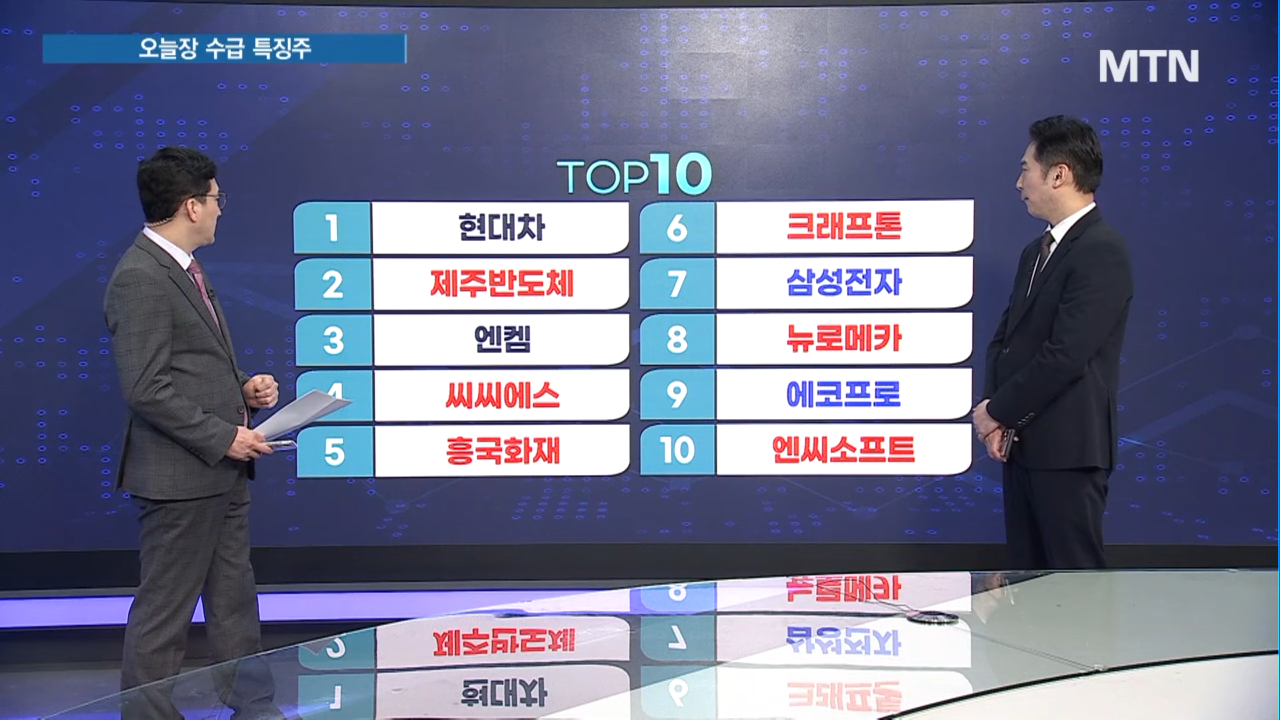 오늘장 수급 특징주
MTN
TOP10
1 현대차
2 제주반도체
3 엔켐
4 씨씨에스
5 흥국화재
6 크래프톤
7 삼성전자
8 뉴로메카
9 에코프로
10 엔씨소프트